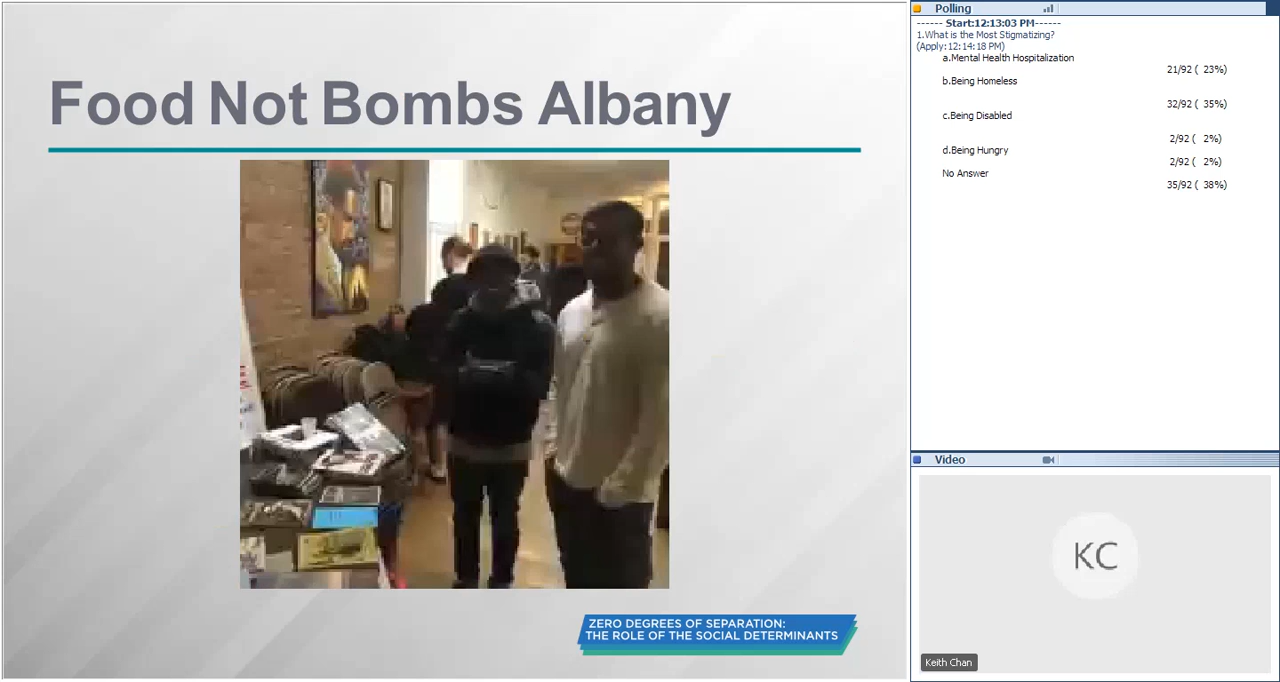 Food Not Bombs Albany
ZERO DEGREES OF SEPARATION:
THE ROLE OF THE SOCIAL DETERMINANTS
Polling
------ Start:12:13:03 PM------
1.What is the Most Stigmatizing?
(Apply:12:14:18 PM)
a.Mental Health Hospitalization
21/92 ( 23%)
b.Being Homeless
32/92 ( 35%)
c.Being Disabled
2/92 ( 2%)
d.Being Hungry
2/92 ( 2%)
No Answer
35/92 ( 38%)
Video
KC
Keith Chan